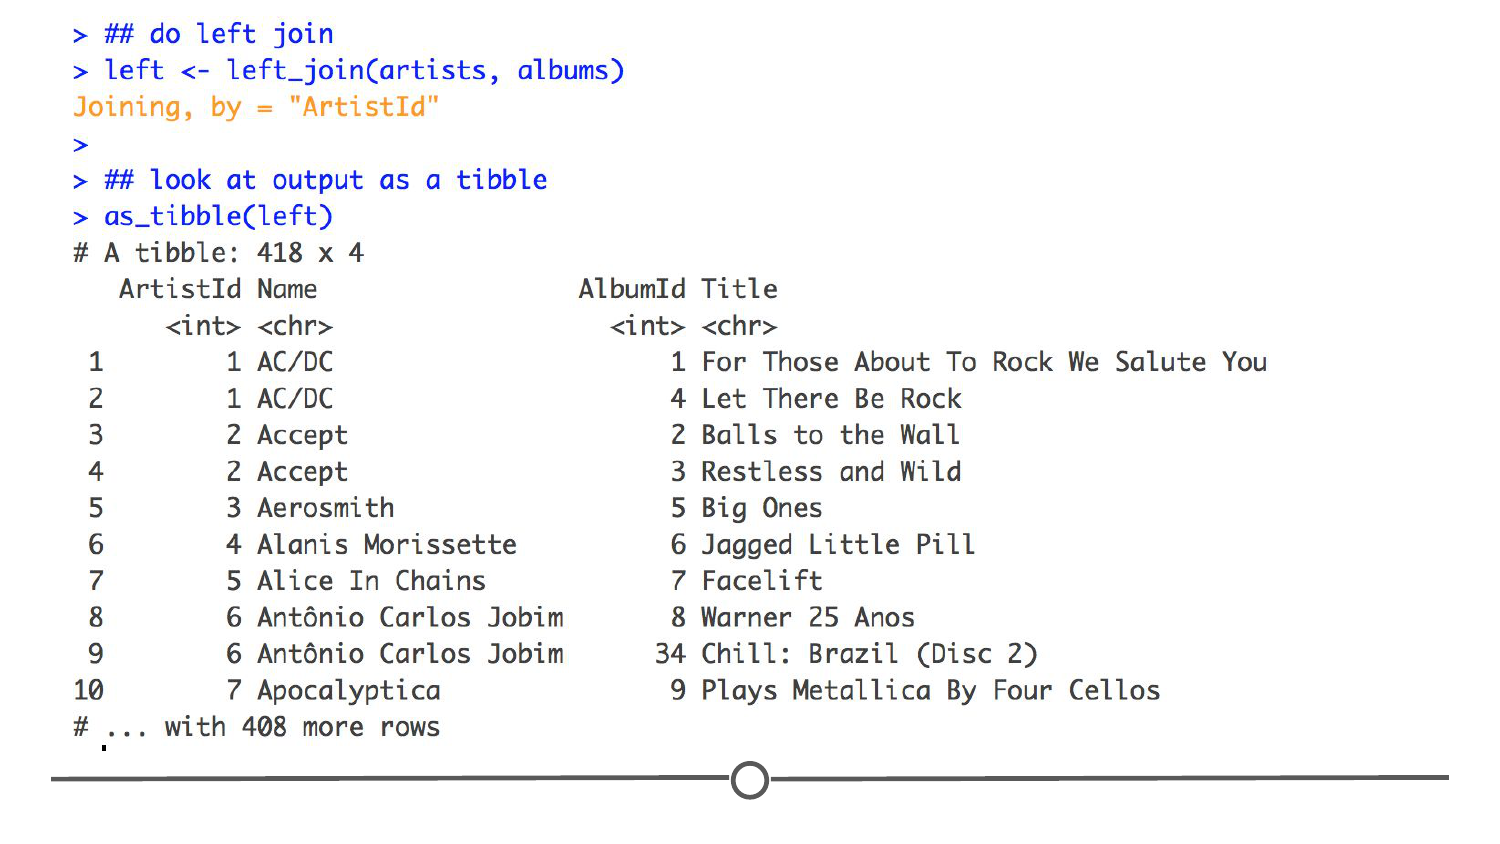 > ## do left join
> left <- left_join(artists, albums)
Joining, by = "ArtistId"
>
> ## look at output as a tibble
> as_tibble(left)
# A tibble: 418 x 4
   ArtistId Name                 AlbumId Title
      <int> <chr>                  <int> <chr>
 1        1 AC/DC                      1 For Those About To Rock We Salute You
 2        1 AC/DC                      4 Let There Be Rock
 3        2 Accept                     2 Balls to the Wall
 4        2 Accept                     3 Restless and Wild
 5        3 Aerosmith                  5 Big Ones
 6        4 Alanis Morissette          6 Jagged Little Pill
 7        5 Alice In Chains            7 Facelift
 8        6 Antônio Carlos Jobim       8 Warner 25 Anos
 9        6 Antônio Carlos Jobim      34 Chill: Brazil (Disc 2)
10        7 Apocalyptica               9 Plays Metallica By Four Cellos
# ... with 408 more rows